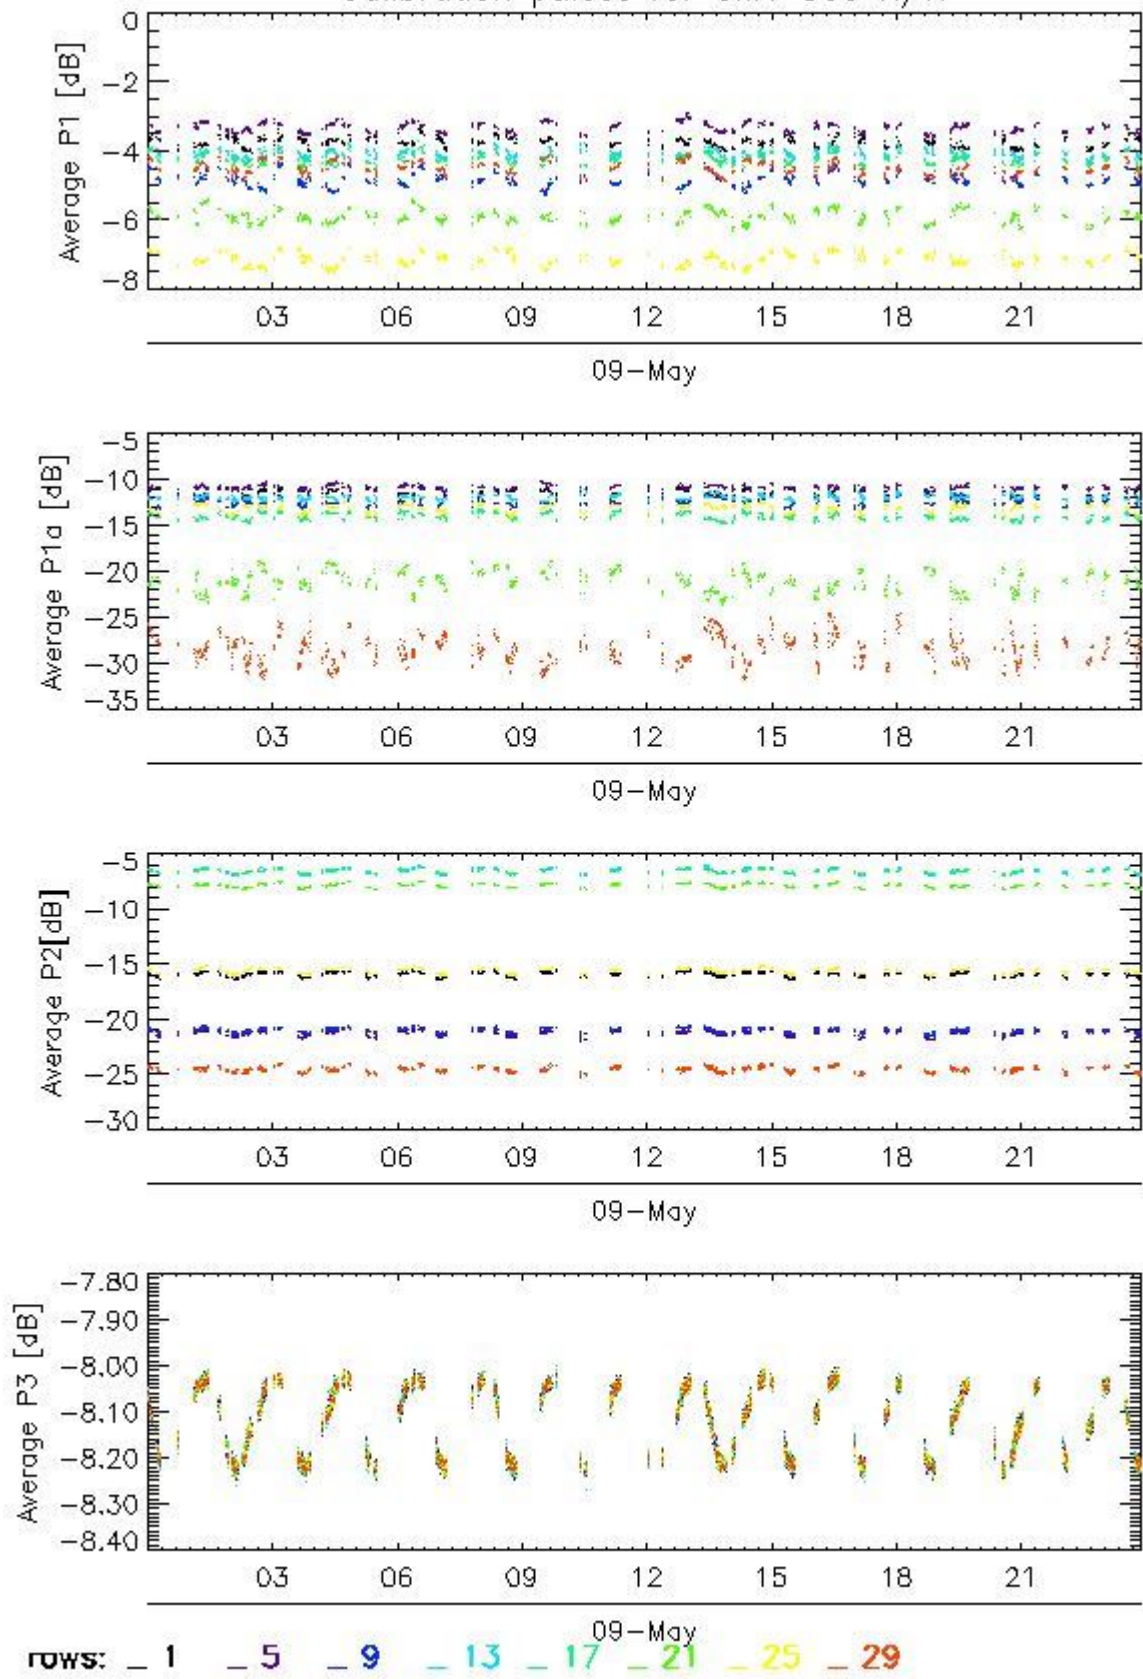 0
-2
-4
-6
-8
Average P1 [dB]
03 06 09 12 15 18 21
09-May
-5
-10
-15
-20
-25
-30
-35
Average P1a [dB]
03 06 09 12 15 18 21
09-May
-5
-10
-15
-20
-25
-30
Average P2[dB]
03 06 09 12 15 18 21
09-May
-7.80
-7.90
-8.00
-8.10
-8.20
-8.30
-8.40
Average P3 [dB]
03 06 09 12 15 18 21
09-May
rows: _ 1 _ 5 _ 9 _ 13 _ 17 _ 21 _ 25 _ 29